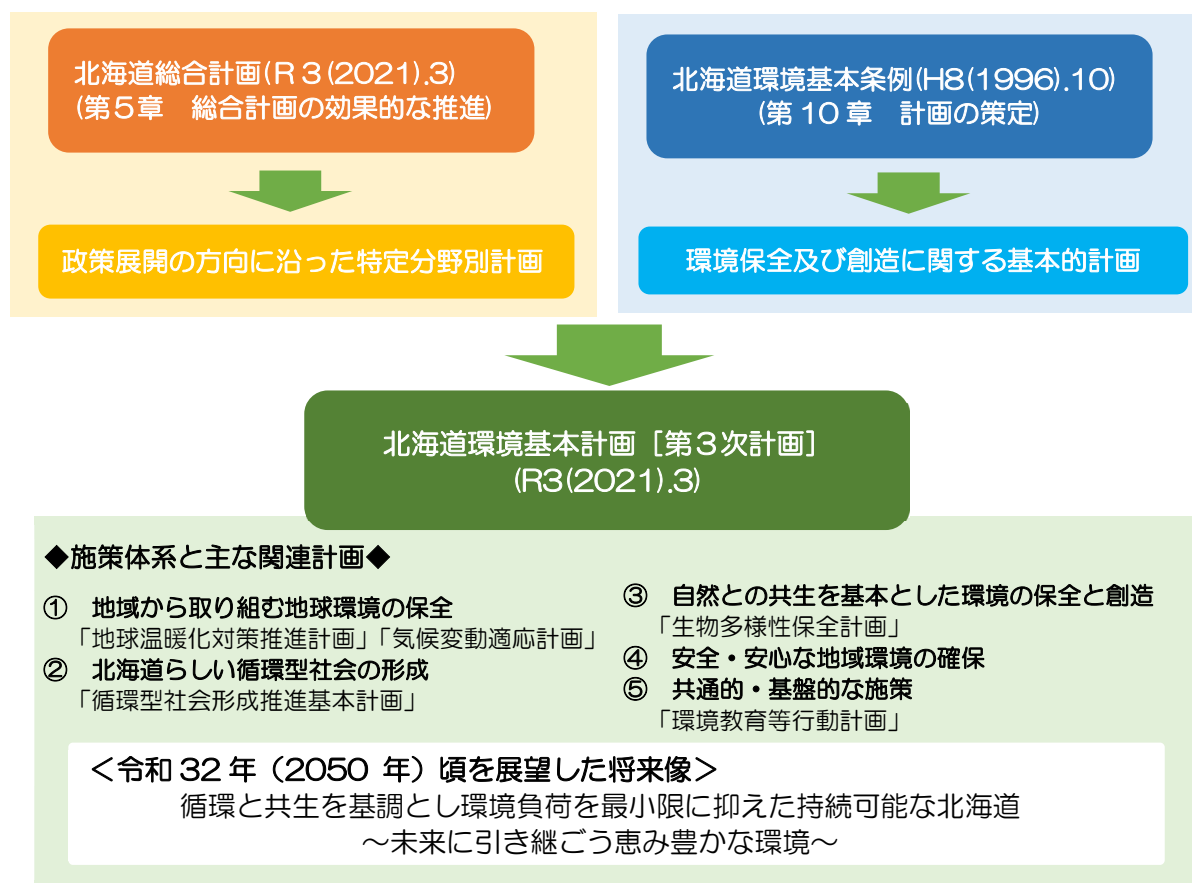 北海道総合計画(R３(2021).3)
(第５章　総合計画の効果的な推進)
政策展開の方向に沿った特定分野別計画
北海道環境基本条例(H8(1996).10)
(第 10 章　計画の策定)
環境保全及び創造に関する基本的計画
北海道環境基本計画［第３次計画］
(R3(2021).3)
◆施策体系と主な関連計画◆
①　地域から取り組む地球環境の保全
「地球温暖化対策推進計画」「気候変動適応計画」
②　北海道らしい循環型社会の形成
「循環型社会形成推進基本計画」
③　自然との共生を基本とした環境の保全と創造
「生物多様性保全計画」
④　安全・安心な地域環境の確保
⑤　共通的・基盤的な施策
「環境教育等行動計画」
＜令和 32 年（2050 年）頃を展望した将来像＞
循環と共生を基調とし環境負荷を最小限に抑えた持続可能な北海道
～未来に引き継ごう恵み豊かな環境～